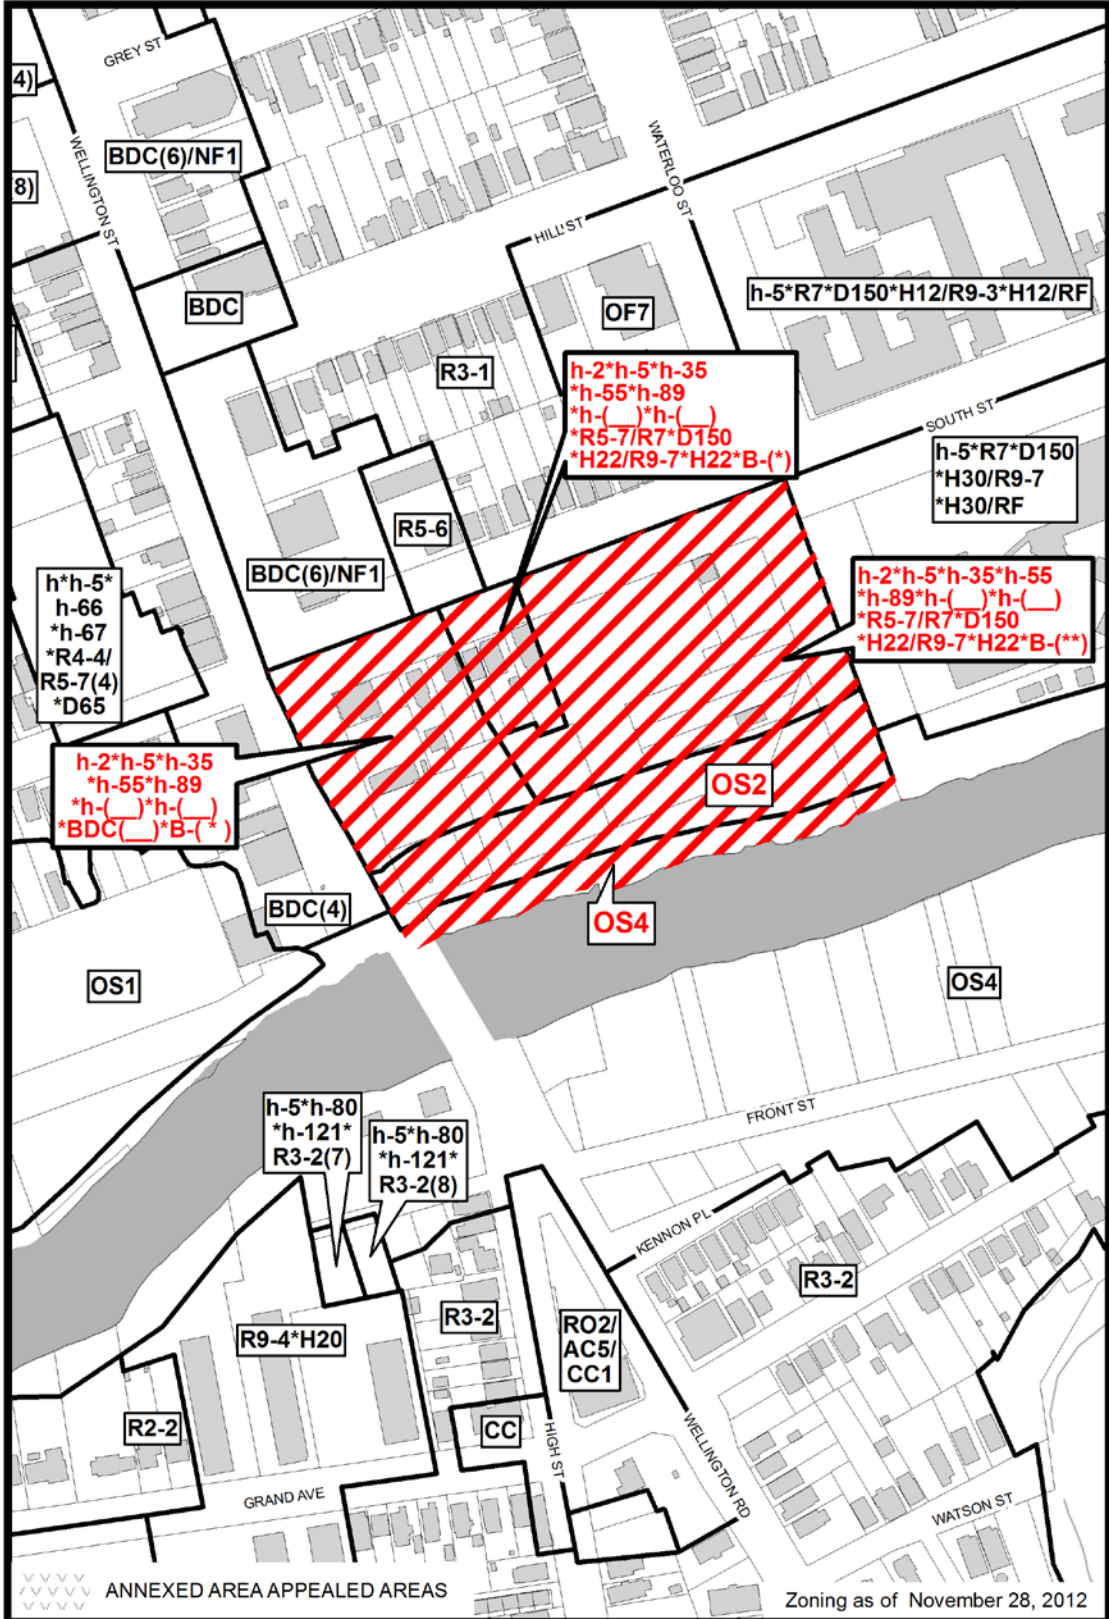 GREY ST
4)
WELLINGTON ST
BDC(6)/NF1
8)
WATERLOO ST
HILL ST
BDC
OF7
h-5*R7*D150*H12/R9-3*H12/RF
R3-1
h-2*h-5*h-35
*h-55*h-89
*h-(__)*h-(__)
*R5-7/R7*D150
*H22/R9-7*H22*B-(*)
SOUTH ST
h-5*R7*D150
*H30/R9-7
*H30/RF
R5-6
BDC(6)/NF1
h*h-5*
h-66
*h-67
*R4-4/
R5-7(4)
*D65
h-2*h-5*h-35*h-55
*h-89*h-(__)*h-(__)
*R5-7/R7*D150
*H22/R9-7*H22*B-(**)
h-2*h-5*h-35
*h-55*h-89
*h-(__)*h-(__)
*BDC(__)*B-( * )
OS2
BDC(4)
OS4
OS1
OS4
h-5*h-80
*h-121*
R3-2(7)
h-5*h-80
*h-121*
R3-2(8)
FRONT ST
KENNON PL
R3-2
R3-2
RO2/
AC5/
CC1
R9-4*H20
R2-2
CC
HIGH ST
WELLINGTON RD
GRAND AVE
WATSON ST
ANNEXED AREA APPEALED AREAS
Zoning as of November 28, 2012